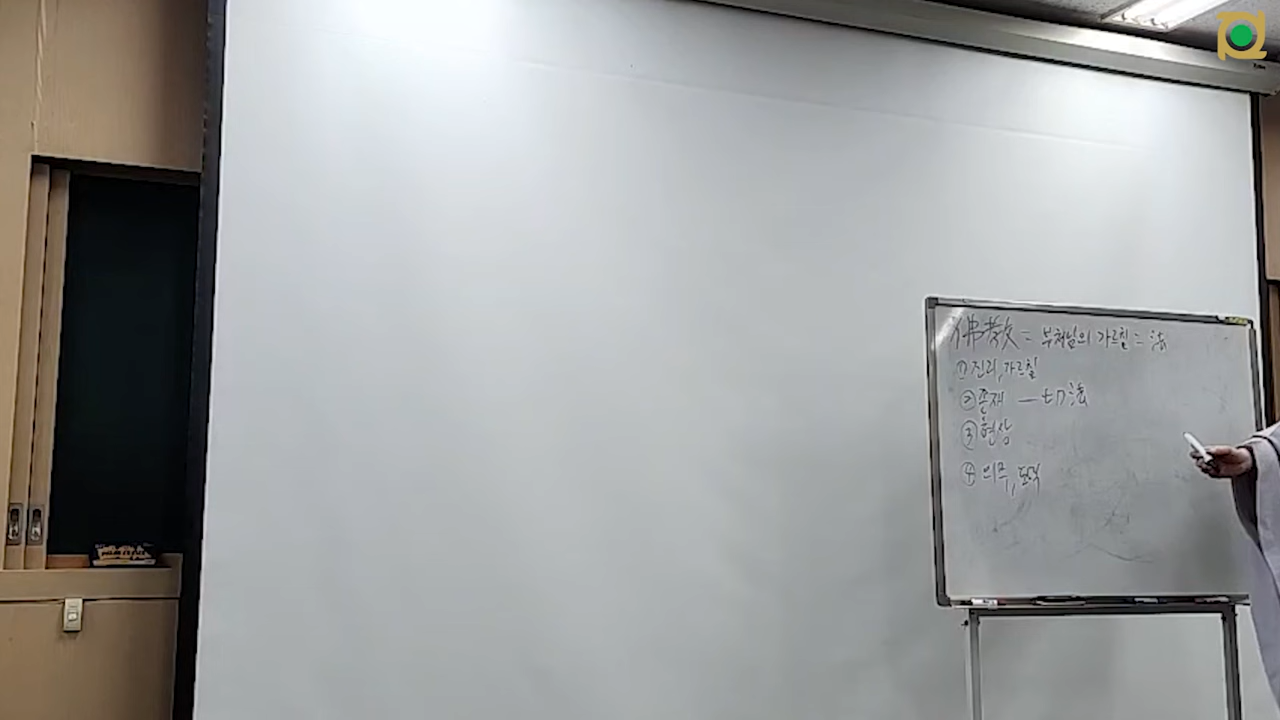 佛教 = 부처님의 가르침 = 法
① 진리, 가르침
② 존재 一切法
③ 현상
④ 의무, 도덕